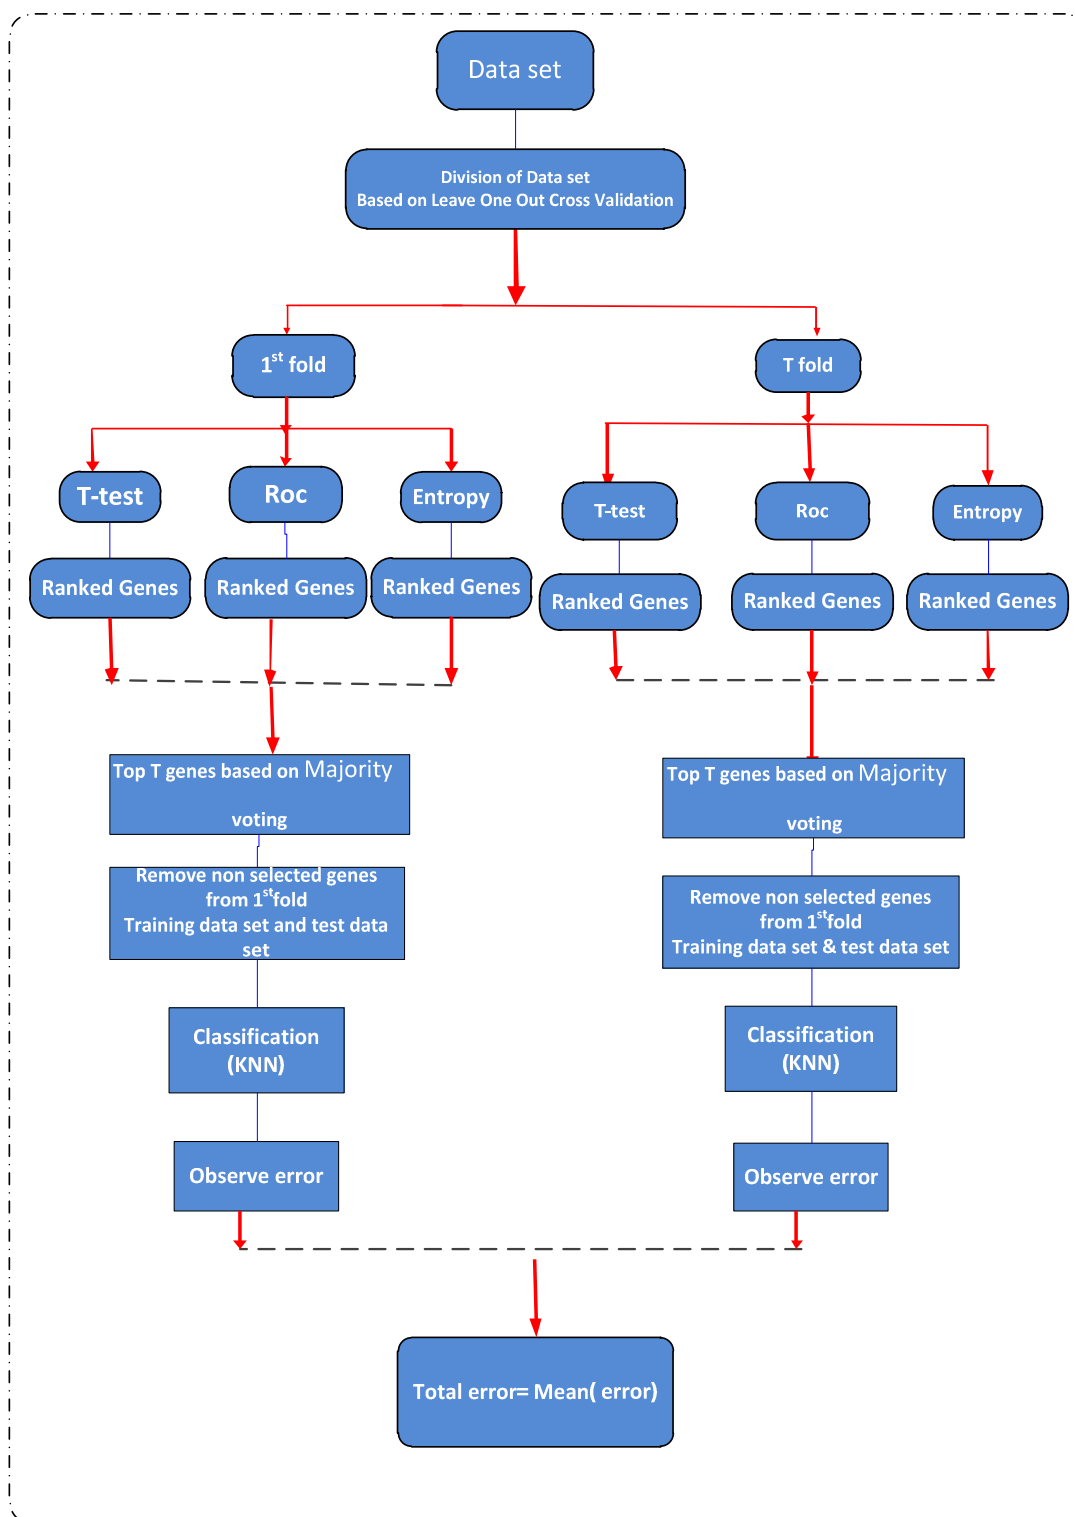 Data set
Division of Data set
Based on Leave One Out Cross Validation
1st fold
T fold
T-test
Roc
Entropy
T-test
Roc
Entropy
Ranked Genes
Ranked Genes
Ranked Genes
Ranked Genes
Ranked Genes
Ranked Genes
Top T genes based on Majority
voting
Top T genes based on Majority
voting
Remove non selected genes
from 1st fold
Training data set and test data
set
Remove non selected genes
from 1st fold
Training data set & test data set
Classification
(KNN)
Classification
(KNN)
Observe error
Observe error
Total error= Mean( error)